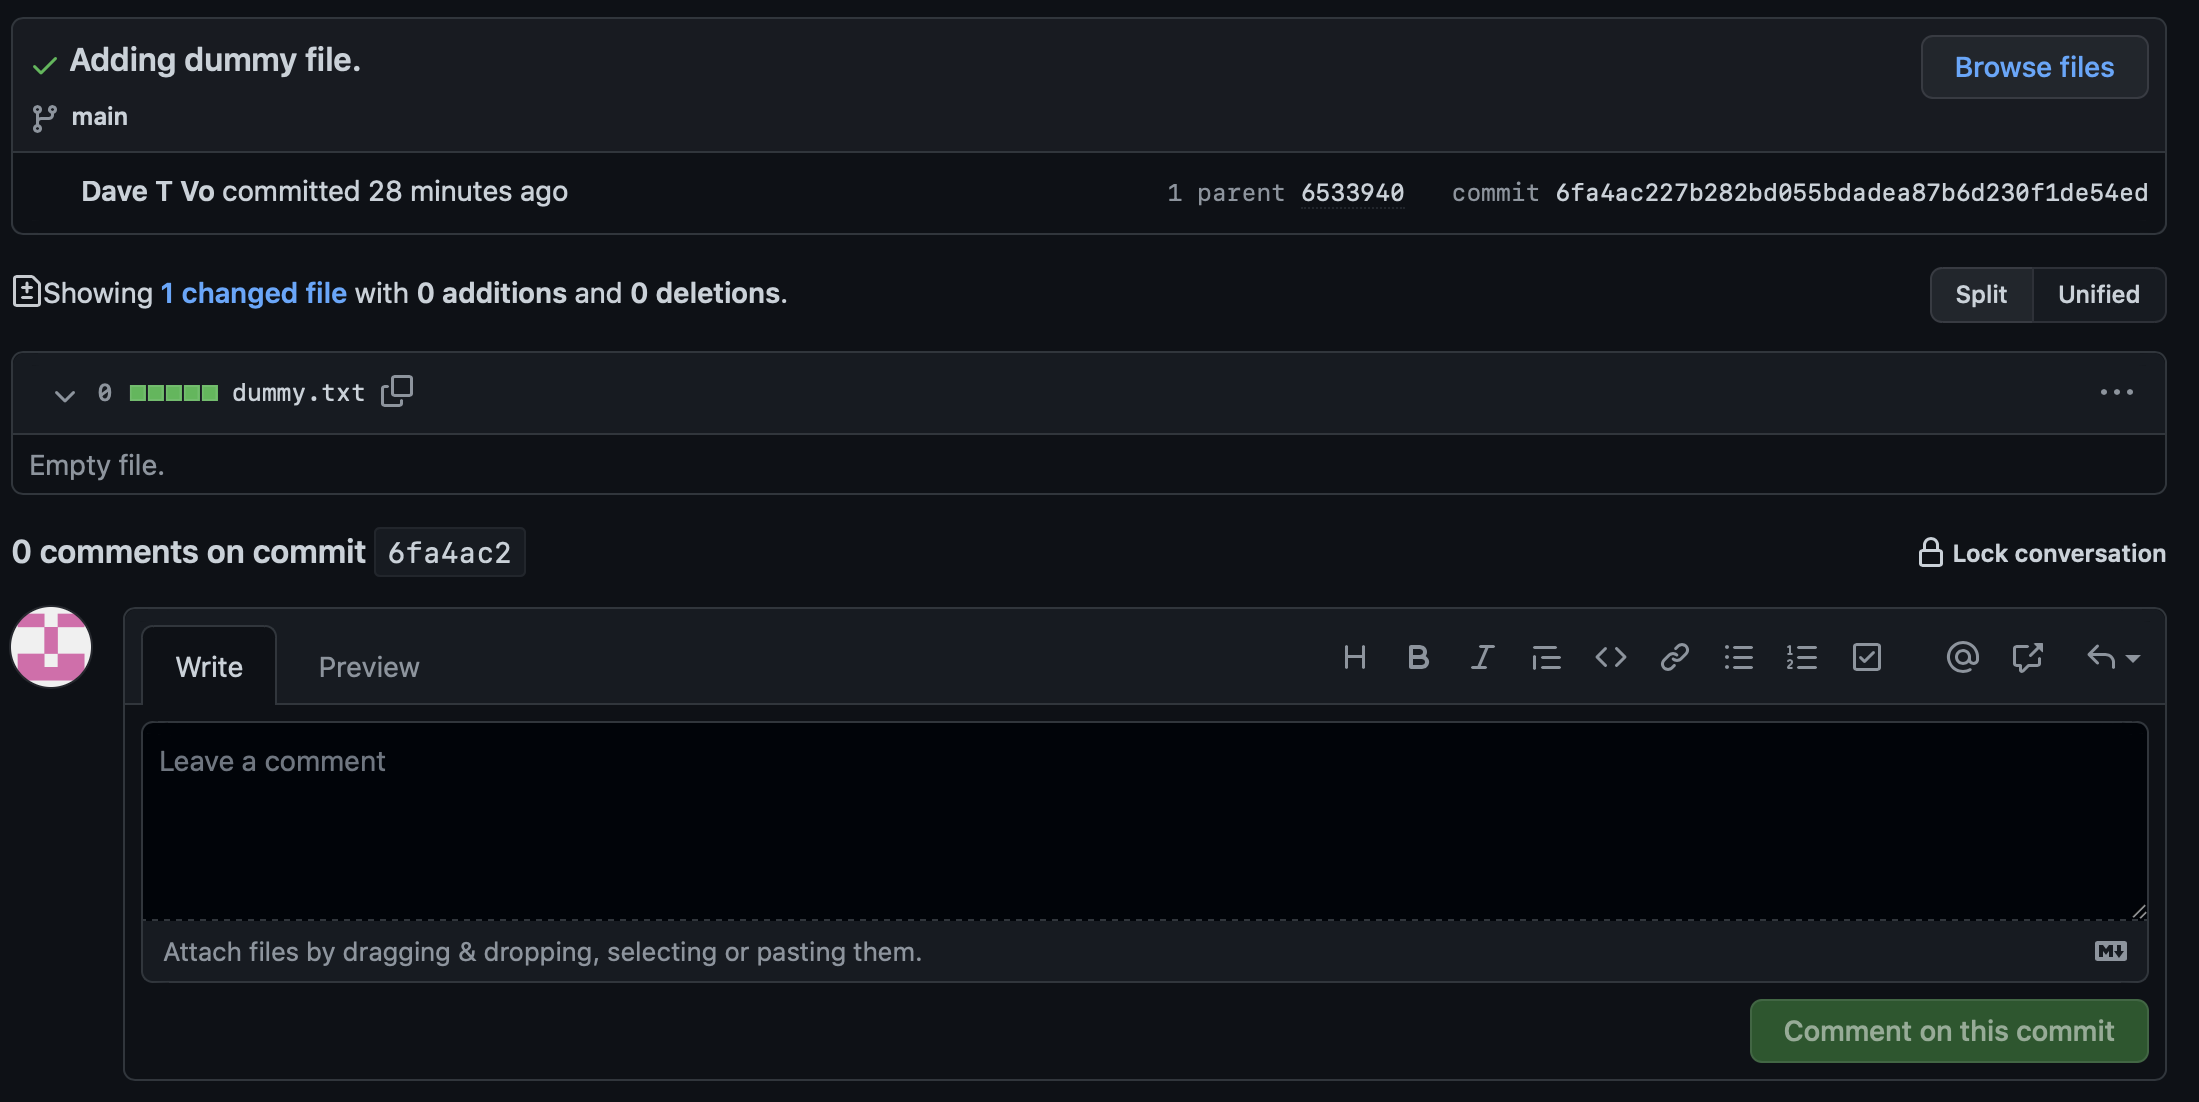 Adding dummy file.
Browse files
main
Dave T Vo committed 28 minutes ago
1 parent 6533940 commit 6fa4ac227b282bd055bdadea87b6d230f1de54ed
Showing 1 changed file with 0 additions and 0 deletions.
Split Unified
0 dummy.txt
Empty file.
0 comments on commit 6fa4ac2
Lock conversation
Write Preview
Leave a comment
Attach files by dragging & dropping, selecting or pasting them.
Comment on this commit